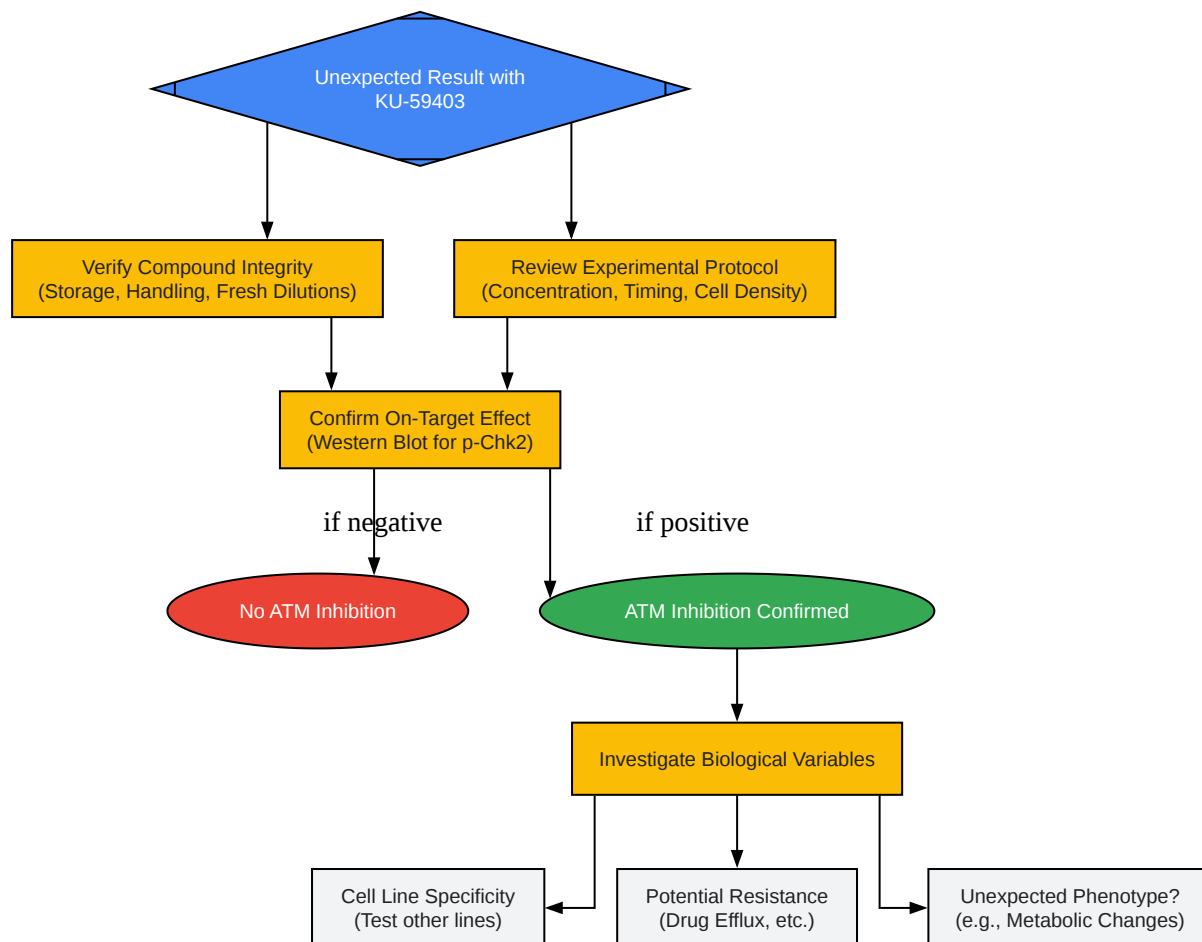 Unexpected Result with
KU-59403
Verify Compound Integrity
(Storage, Handling, Fresh Dilutions)
Review Experimental Protocol
(Concentration, Timing, Cell Density)
Confirm On-Target Effect
(Western Blot for p-Chk2)
if negative
if positive
No ATM Inhibition
ATM Inhibition Confirmed
Investigate Biological Variables
Cell Line Specificity
(Test other lines)
Potential Resistance
(Drug Efflux, etc.)
Unexpected Phenotype?
(e.g., Metabolic Changes)